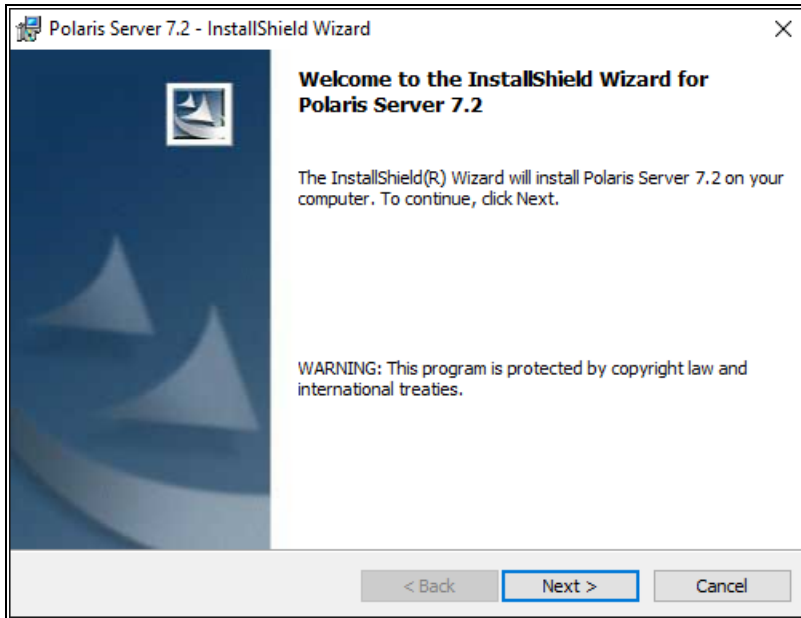 Polaris Server 7.2 - InstallShield Wizard
Welcome to the InstallShield Wizard for
Polaris Server 7.2
The InstallShield(R) Wizard will install Polaris Server 7.2 on your
computer. To continue, click Next.
WARNING: This program is protected by copyright law and
international treaties.
< Back
Next >
Cancel